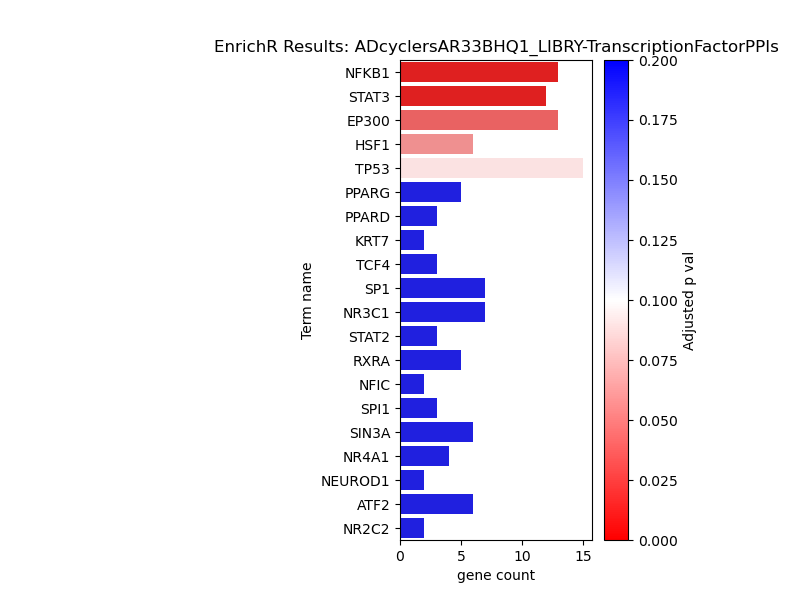 EnrichR Results: ADcyclersAR33BHQ1_LIBRY-TranscriptionFactorPPIs
NFKB1
STAT3
EP300
HSF1
TP53
PPARG
PPARD
KRT7
TCF4
SP1
NR3C1
STAT2
RXRA
NFIC
SPI1
SIN3A
NR4A1
NEUROD1
ATF2
NR2C2
Term name
0
5
10
15
gene count
0.200
0.175
0.150
0.125
0.100
0.075
0.050
0.025
0.000
Adjusted p val